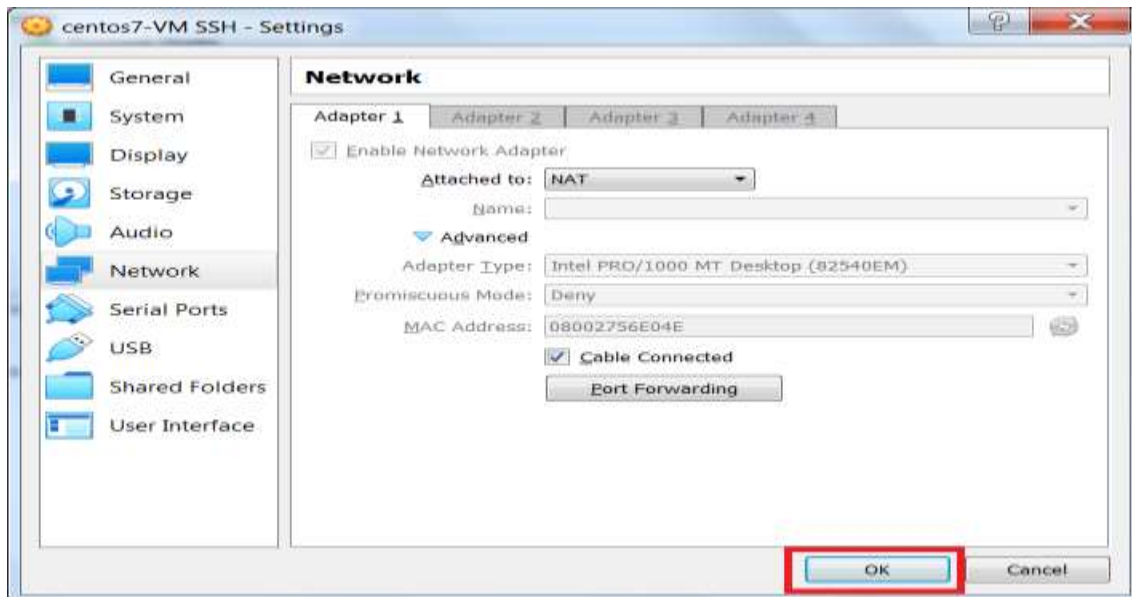 centos7-VM SSH - Settings
General
System
Display
Storage
Audio
Network
Serial Ports
USB
Shared Folders
User Interface
Network
Adapter 1 Adapter 2 Adapter 3 Adapter 4
Enable Network Adapter
Attached to: NAT
Name:
Advanced
Adapter Type: Intel PRO/1000 MT Desktop (82540EM)
Promiscuous Mode: Deny
MAC Address: 08002756E04E
Cable Connected
Port Forwarding
OK Cancel